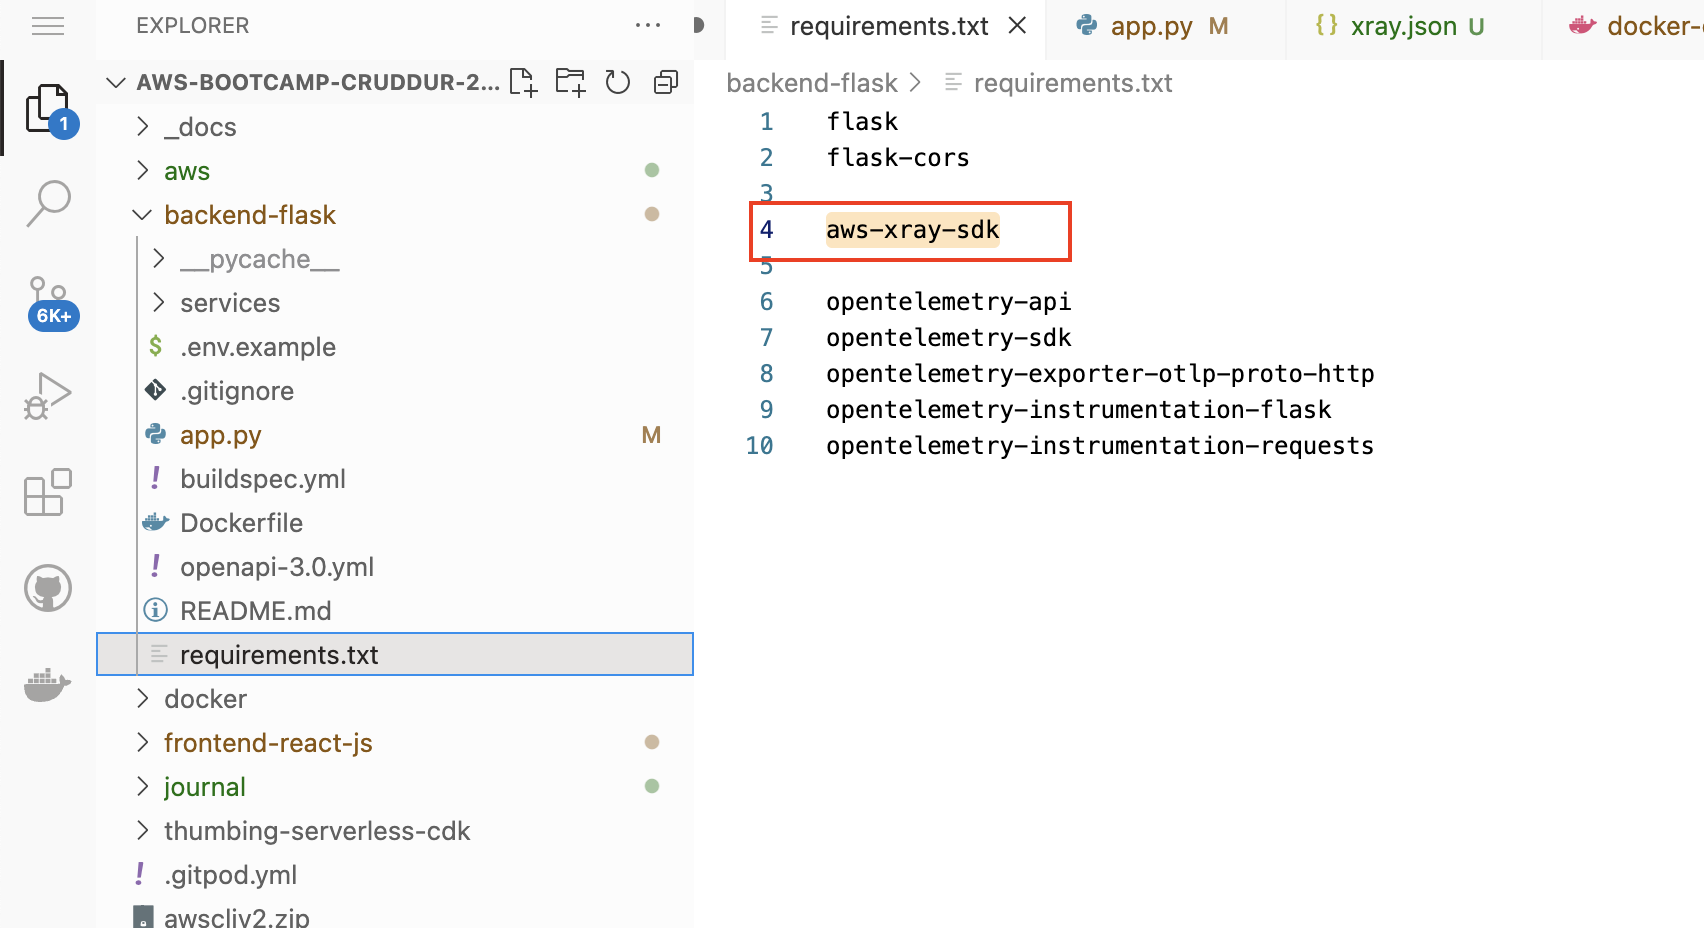 EXPLORER
AWS-BOOTCAMP-CRUDDUR-2...
_docs
aws
backend-flask
__pycache__
services
$ .env.example
.gitignore
app.py M
! buildspec.yml
Dockerfile
! openapi-3.0.yml
README.md
requirements.txt
docker
frontend-react-js
journal
thumbing-serverless-cdk
! .gitpod.yml
awscliv2.zip
1
6K+
requirements.txt
app.py M
{} xray.json U
docker-
backend-flask > requirements.txt
1 flask
2 flask-cors
3
4 aws-xray-sdk
5
6 opentelemetry-api
7 opentelemetry-sdk
8 opentelemetry-exporter-otlp-proto-http
9 opentelemetry-instrumentation-flask
10 opentelemetry-instrumentation-requests